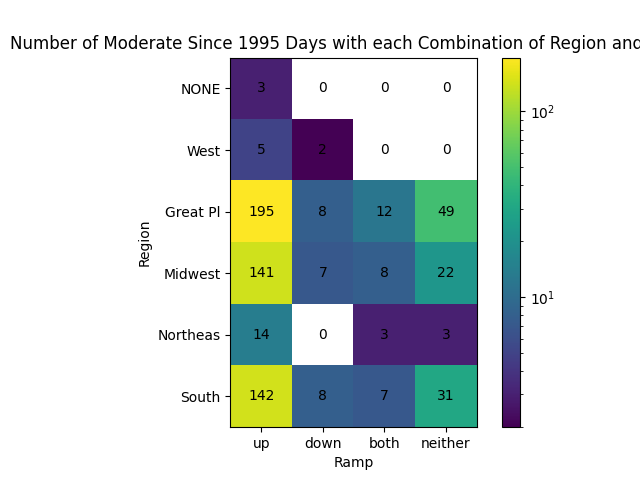 Number of Moderate Since 1995 Days with each Combination of Region and
NONE 3 0 0 0
West 5 2 0 0
Great Pl 195 8 12 49
Midwest 141 7 8 22
Northeas 14 0 3 3
South 142 8 7 31
up down both neither
Ramp
Region
10²
10¹